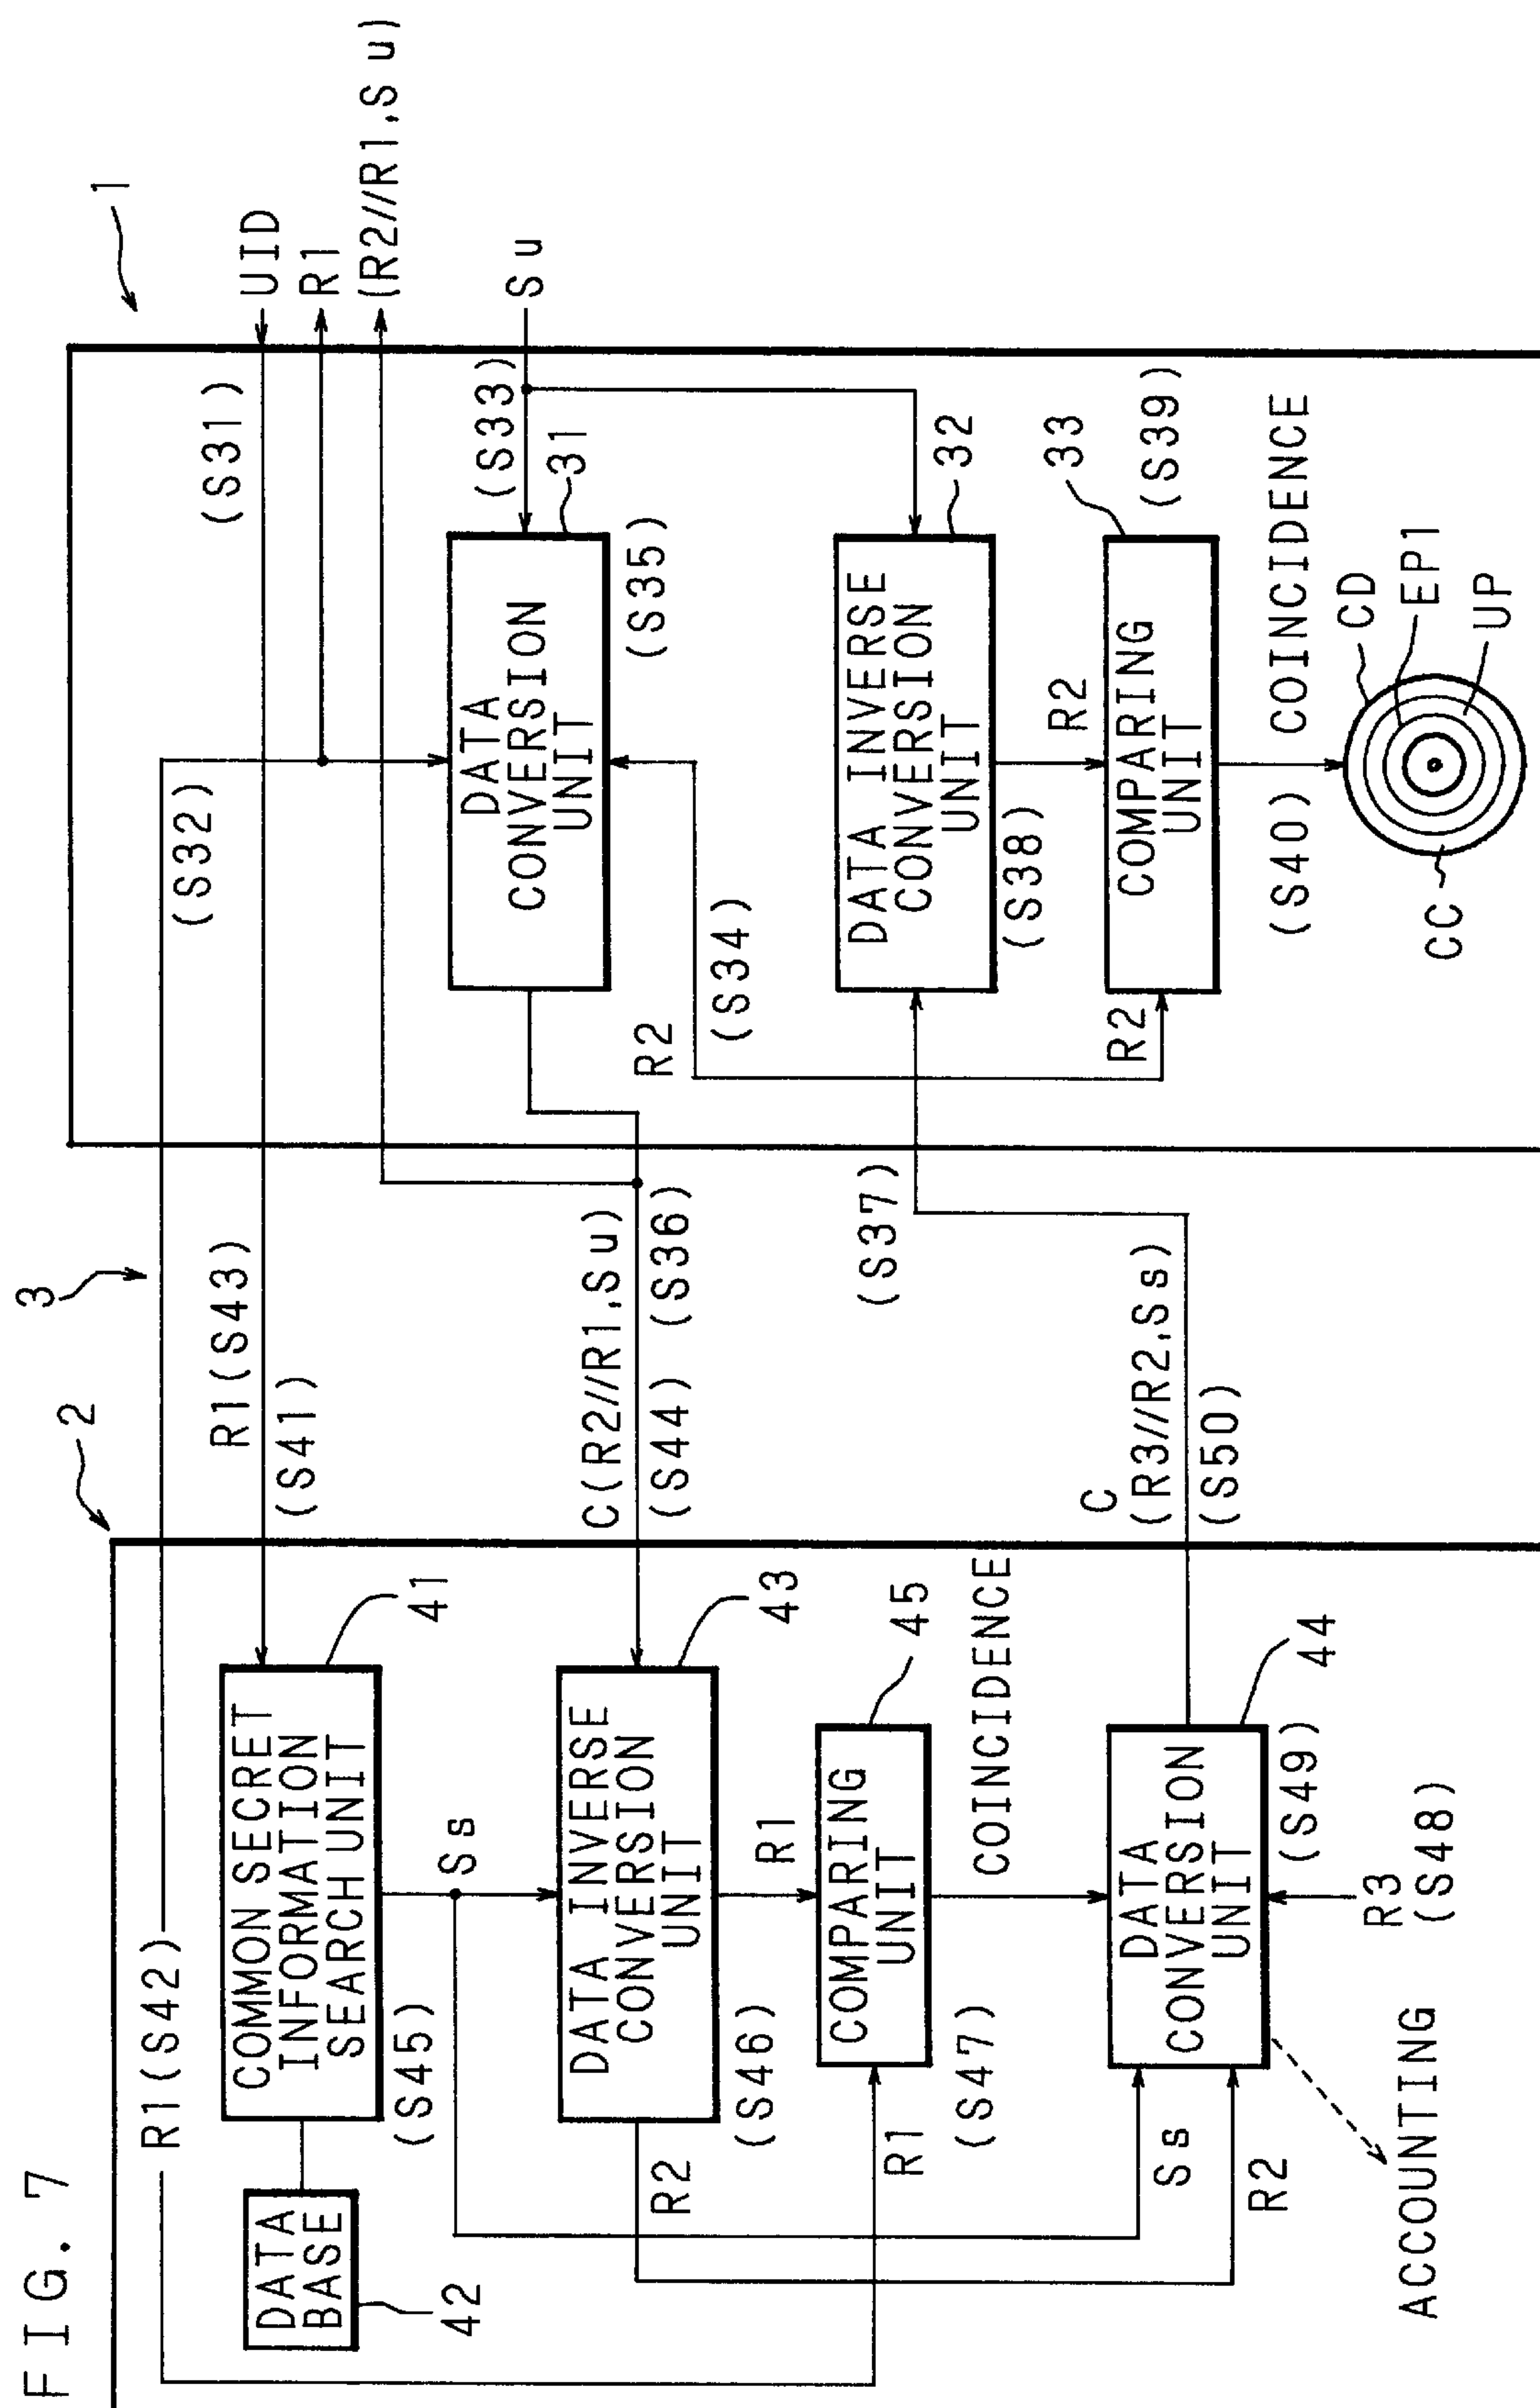 FIG. 7
2
3
1
R1(S42)
DATA
BASE
42
COMMON SECRET
INFORMATION
SEARCH UNIT
41
(S45)
Ss
DATA INVERSE
CONVERSION
UNIT
43
(S46)
R2
R1
COMPARING
UNIT
45
R1
(S47)
COINCIDENCE
DATA
CONVERSION
UNIT
44
(S49)
Ss
R2
R3
(S48)
ACCOUNTING
R1(S43)
(S41)
C(R2//R1,Su)
(S44)
(S36)
C
(R3//R2,Ss)
(S50)
(S37)
(S32)
(S31)
UID
R1
(R2//R1,Su)
Su
(S33)
31
DATA
CONVERSION
UNIT
(S35)
R2
(S34)
DATA INVERSE
CONVERSION
UNIT
32
(S38)
R2
COMPARING
UNIT
33
R2
(S39)
(S40)
COINCIDENCE
CD
EP1
UP
CC